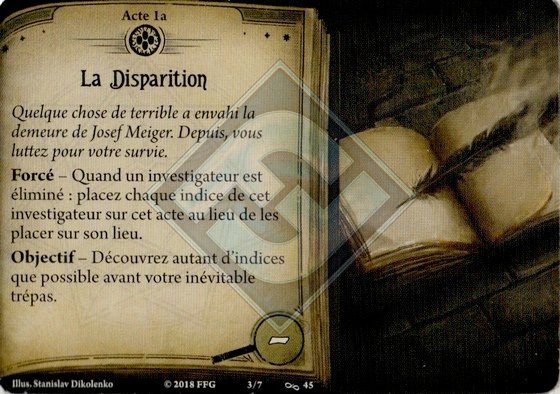 Acte 1a
La Disparition
Quelque chose de terrible a envahi la
demeure de Josef Meiger. Depuis, vous
luttez pour votre survie.
Forcé – Quand un investigateur est
éliminé : placez chaque indice de cet
investigateur sur cet acte au lieu de les
placer sur son lieu.
Objectif – Découvrez autant d'indices
que possible avant votre inévitable
trépas.
–
Illus. Stanislav Dikolenko © 2018 FFG 3/7 45